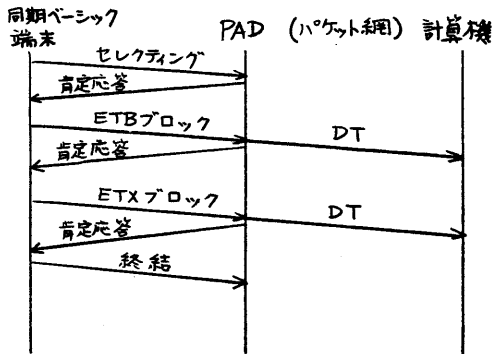 同期ベーシック
端末
PAD (パケット網) 計算機
セレクティング
肯定応答
ETBブロック
DT
肯定応答
ETXブロック
DT
肯定応答
終結